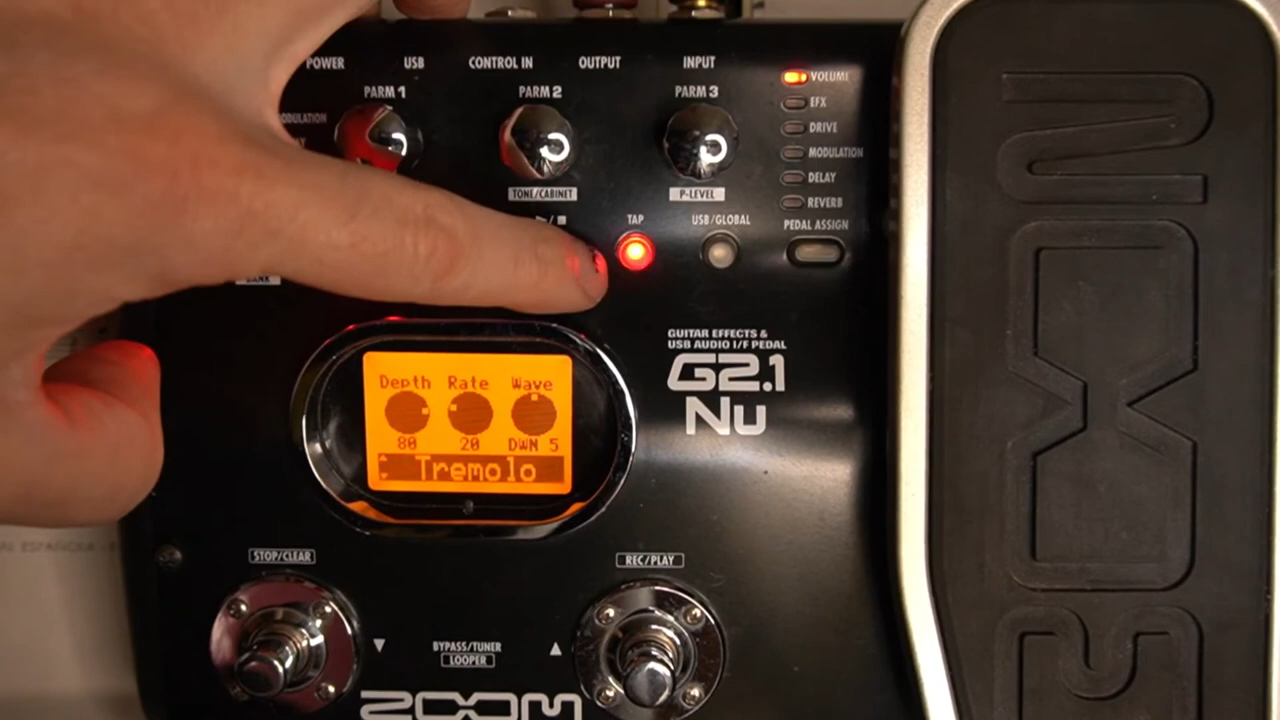 POWER USB CONTROL IN OUTPUT INPUT
PARM 1 PARM 2 PARM 3
VOLUME
EFX
DRIVE
MODULATION
DELAY
REVERB
TONE/CABINET P-LEVEL
TAP USB/GLOBAL PEDAL ASSIGN
GUITAR EFFECTS &
USB AUDIO I/F PEDAL
G2.1
Nu
Depth Rate Wave
80 20 DWN 5
Tremolo
STOP/CLEAR REC/PLAY
BYPASS/TUNER
LOOPER
ZOOM
ZOOM